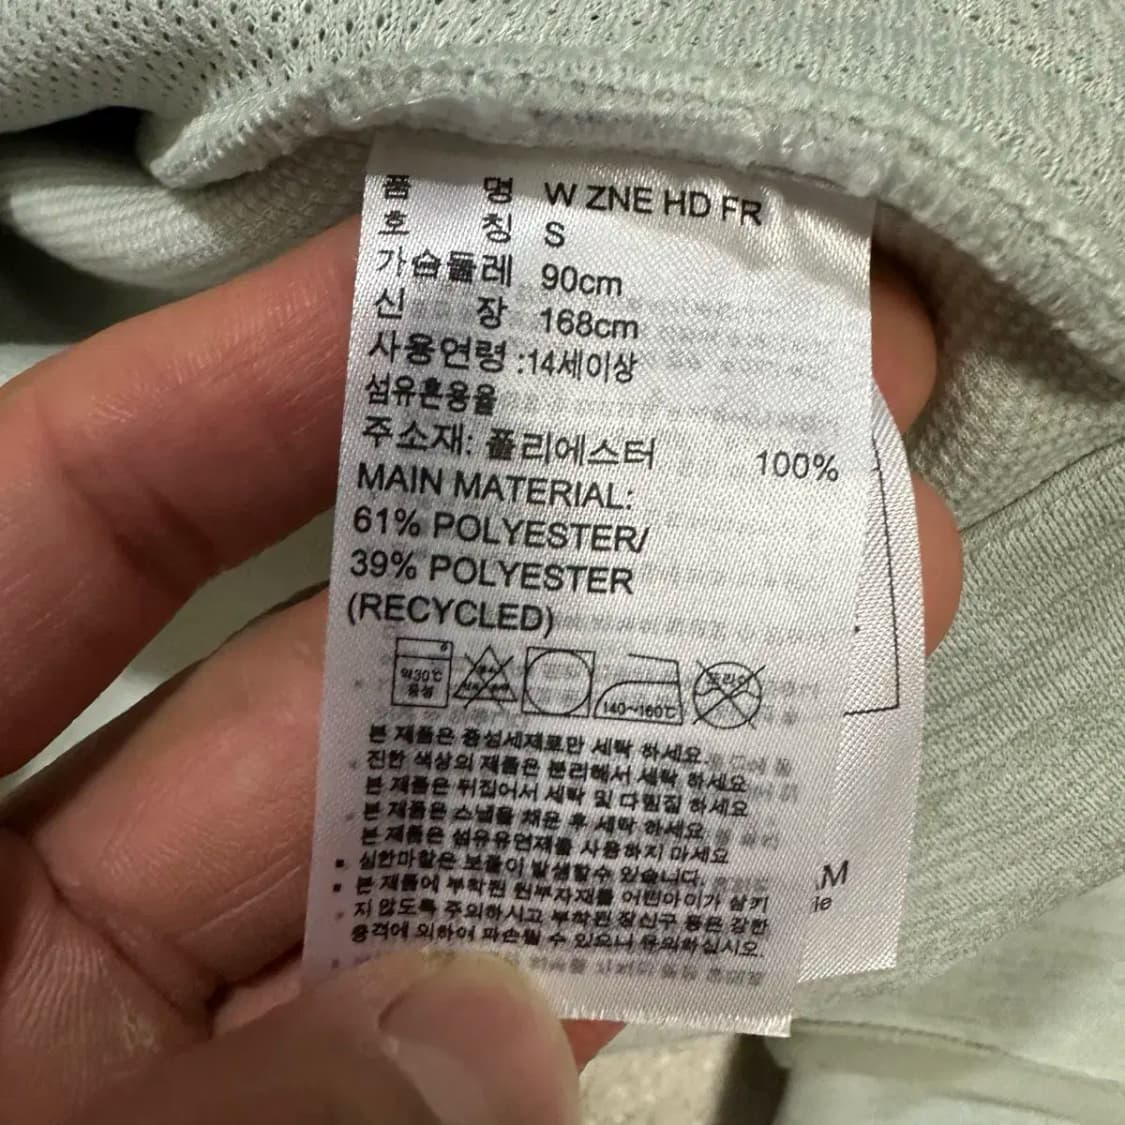 품 명 W ZNE HD FR
호 칭 S
가슴둘레 90cm
신 장 168cm
사용연령 :14세이상
섬유혼용율
주소재: 폴리에스터 100%
MAIN MATERIAL:
61% POLYESTER/
39% POLYESTER
(RECYCLED)
약30℃
중성
140~160℃
드라이
본 제품은 중성세제로만 세탁 하세요.
진한 색상의 제품은 분리해서 세탁 하세요
본 제품은 뒤집어서 세탁 및 다림질 하세요
본 제품은 스냅을 채운 후 세탁 하세요
본 제품은 섬유유연제를 사용하지 마세요
심한마찰은 보풀이 발생할수 있습니다.
본 제품에 부착된 원부자재를 어린아이가 삼키
지 않도록 주의하시고 부착된 장신구 등은 강한
충격에 의하여 파손될 수 있으니 유의하십시오.